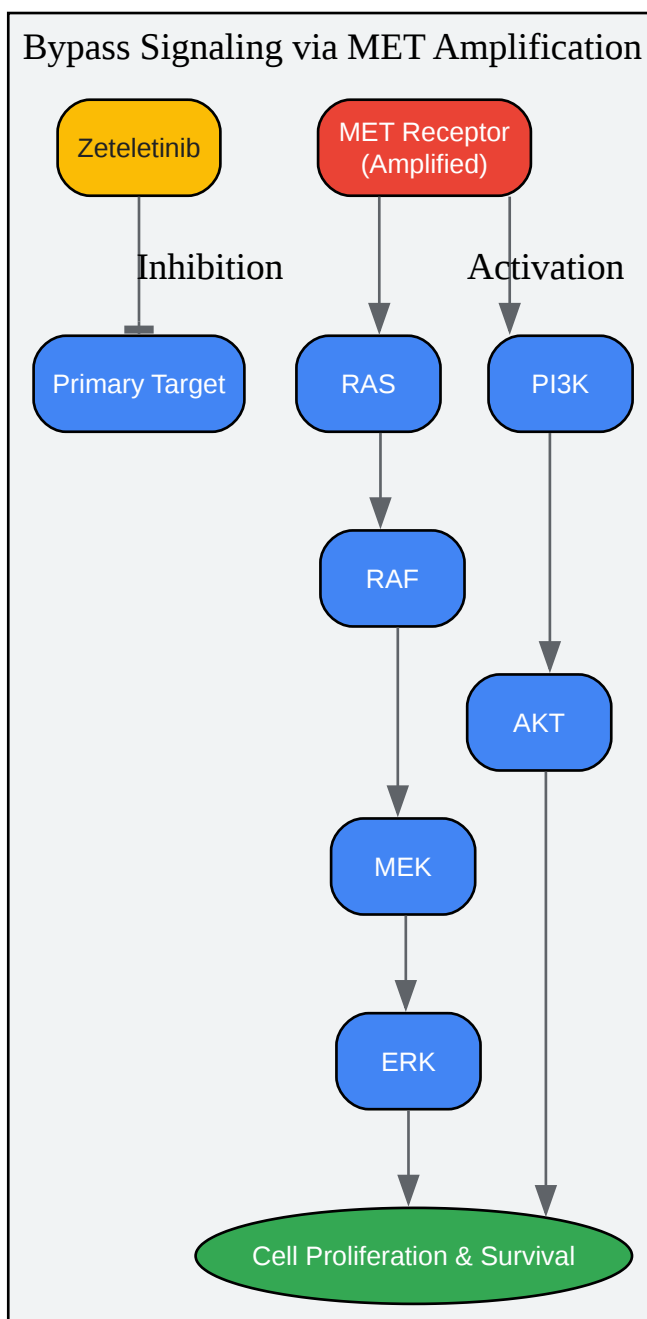 Bypass Signaling via MET Amplification
Zeteletinib
MET Receptor
(Amplified)
Inhibition
Activation
Primary Target
RAS
PI3K
RAF
AKT
MEK
ERK
Cell Proliferation & Survival